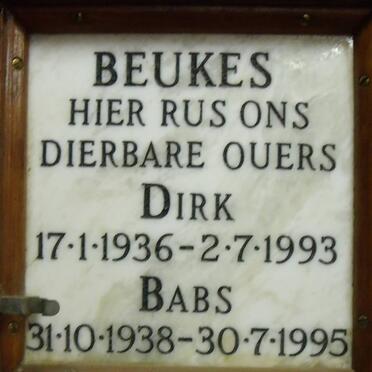 BEUKES
HIER RUS ONS
DIERBARE OUERS
DIRK
17·1·1936–2·7·1993
BABS
31·10·1938–30·7·1995